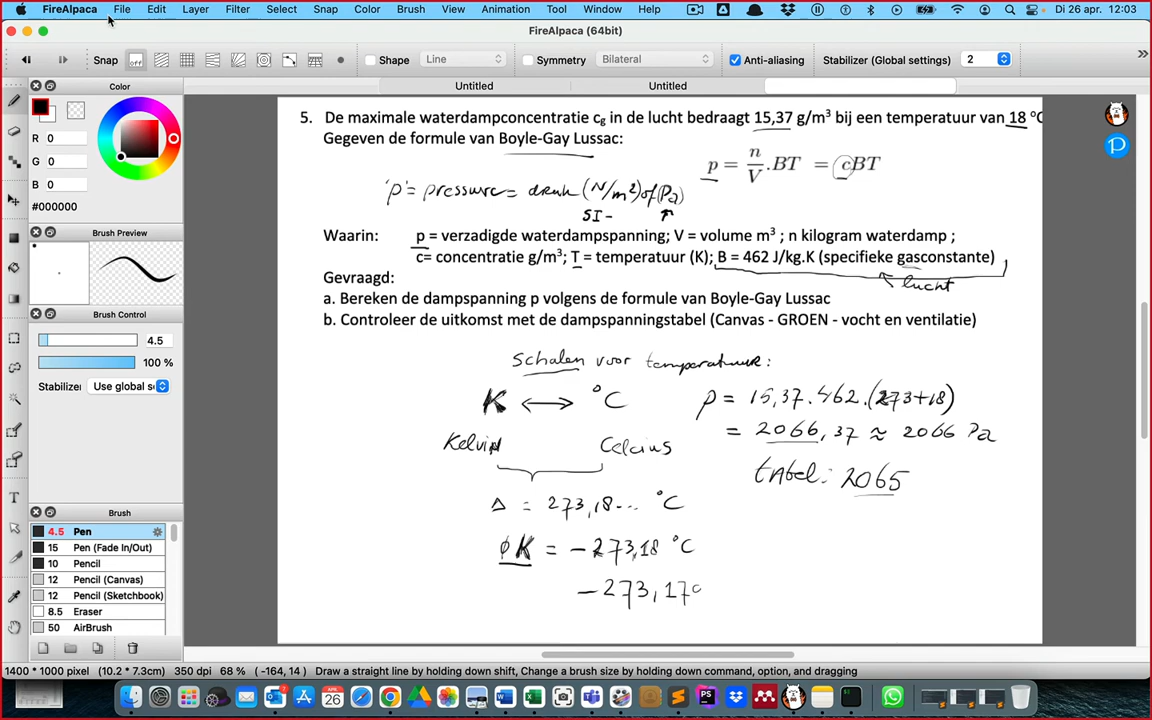 FireAlpaca File Edit Layer Filter Select Snap Color Brush View Animation Tool Window Help Di 26 apr. 12:03
FireAlpaca (64bit)
Snap off Shape Line Symmetry Bilateral Anti-aliasing Stabilizer (Global settings) 2
Untitled Untitled
Color
R 0
G 0
B 0
#000000
Brush Preview
Brush Control
4.5
100 %
Stabilizer Use global se
Brush
4.5 Pen
15 Pen (Fade In/Out)
10 Pencil
12 Pencil (Canvas)
12 Pencil (Sketchbook)
8.5 Eraser
50 AirBrush
5. De maximale waterdampconcentratie cg in de lucht bedraagt 15,37 g/m³ bij een temperatuur van 18 °C
Gegeven de formule van Boyle-Gay Lussac:
p = n/V .BT = cBT
'p' = pressure = druk (N/m²) of (Pa)
SI-
Waarin: p = verzadigde waterdampspanning; V = volume m³ ; n kilogram waterdamp ;
c= concentratie g/m³; T = temperatuur (K); B = 462 J/kg.K (specifieke gasconstante)
lucht
Gevraagd:
a. Bereken de dampspanning p volgens de formule van Boyle-Gay Lussac
b. Controleer de uitkomst met de dampspanningstabel (Canvas - GROEN - vocht en ventilatie)
Schalen voor temperatuur:
K ↔ °C
Kelvin Celcius
Δ = 273,18... °C
øK = -273,18 °C
-273,17°
p = 15,37.462.(273+18)
= 2066,37 ≈ 2066 Pa
tabel: 2065
1400 * 1000 pixel (10.2 * 7.3cm) 350 dpi 68 % (-164, 14) Draw a straight line by holding down shift, Change a brush size by holding down command, option, and dragging